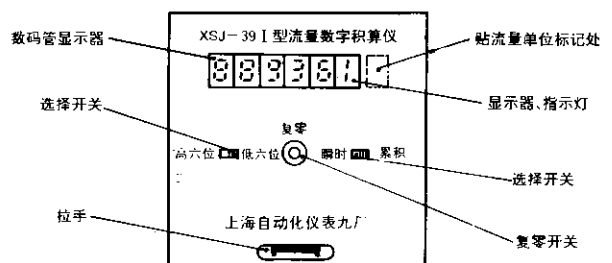 数码管显示器
XSJ-39Ⅰ型流量数字积算仪
贴流量单位标记处
889361.
显示器、指示灯
选择开关
复零
高六位 低六位 瞬时 累积
选择开关
拉手
上海自动化仪表九厂
复零开关